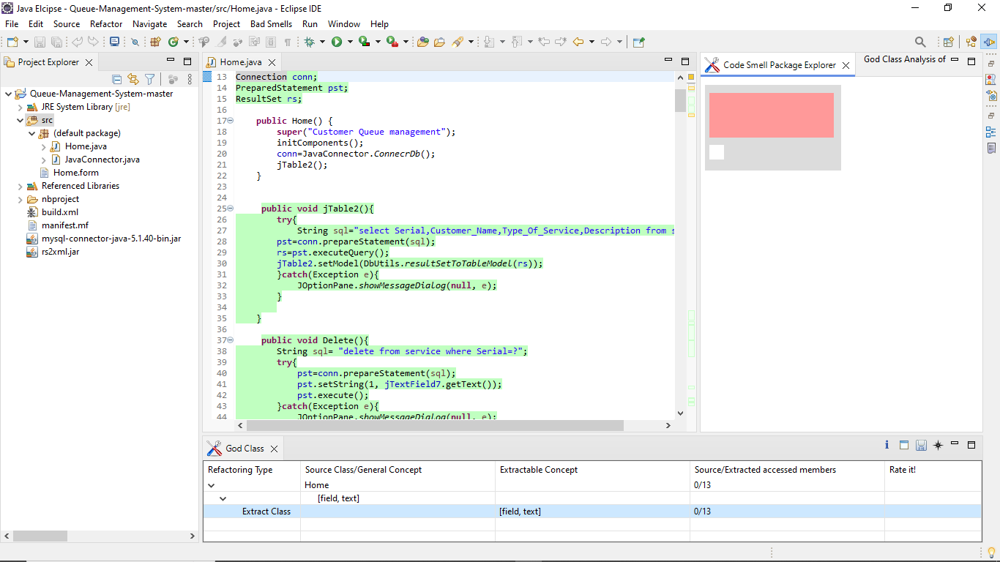 Java Elcipse - Queue-Management-System-master/src/Home.java - Eclipse IDE
File Edit Source Refactor Navigate Search Project Bad Smells Run Window Help
Project Explorer
Queue-Management-System-master
JRE System Library [jre]
src
(default package)
Home.java
JavaConnector.java
Home.form
Referenced Libraries
nbproject
build.xml
manifest.mf
mysql-connector-java-5.1.40-bin.jar
rs2xml.jar
Home.java
13 Connection conn;
14 PreparedStatement pst;
15 ResultSet rs;
16
17 public Home() {
18 super("Customer Queue management");
19 initComponents();
20 conn=JavaConnector.ConnecrDb();
21 jTable2();
22 }
23
24
25 public void jTable2(){
26 try{
27 String sql="select Serial,Customer_Name,Type_Of_Service,Description from s
28 pst=conn.prepareStatement(sql);
29 rs=pst.executeQuery();
30 jTable2.setModel(DbUtils.resultSetToTableModel(rs));
31 }catch(Exception e){
32 JOptionPane.showMessageDialog(null, e);
33 }
34
35 }
36
37 public void Delete(){
38 String sql= "delete from service where Serial=?";
39 try{
40 pst=conn.prepareStatement(sql);
41 pst.setString(1, jTextField7.getText());
42 pst.execute();
43 }catch(Exception e){
44 JOptionPane.showMessageDialog(null, e);
Code Smell Package Explorer
God Class Analysis of
God Class
Refactoring Type Source Class/General Concept Extractable Concept Source/Extracted accessed members Rate it!
Home 0/13
[field, text]
Extract Class [field, text] 0/13